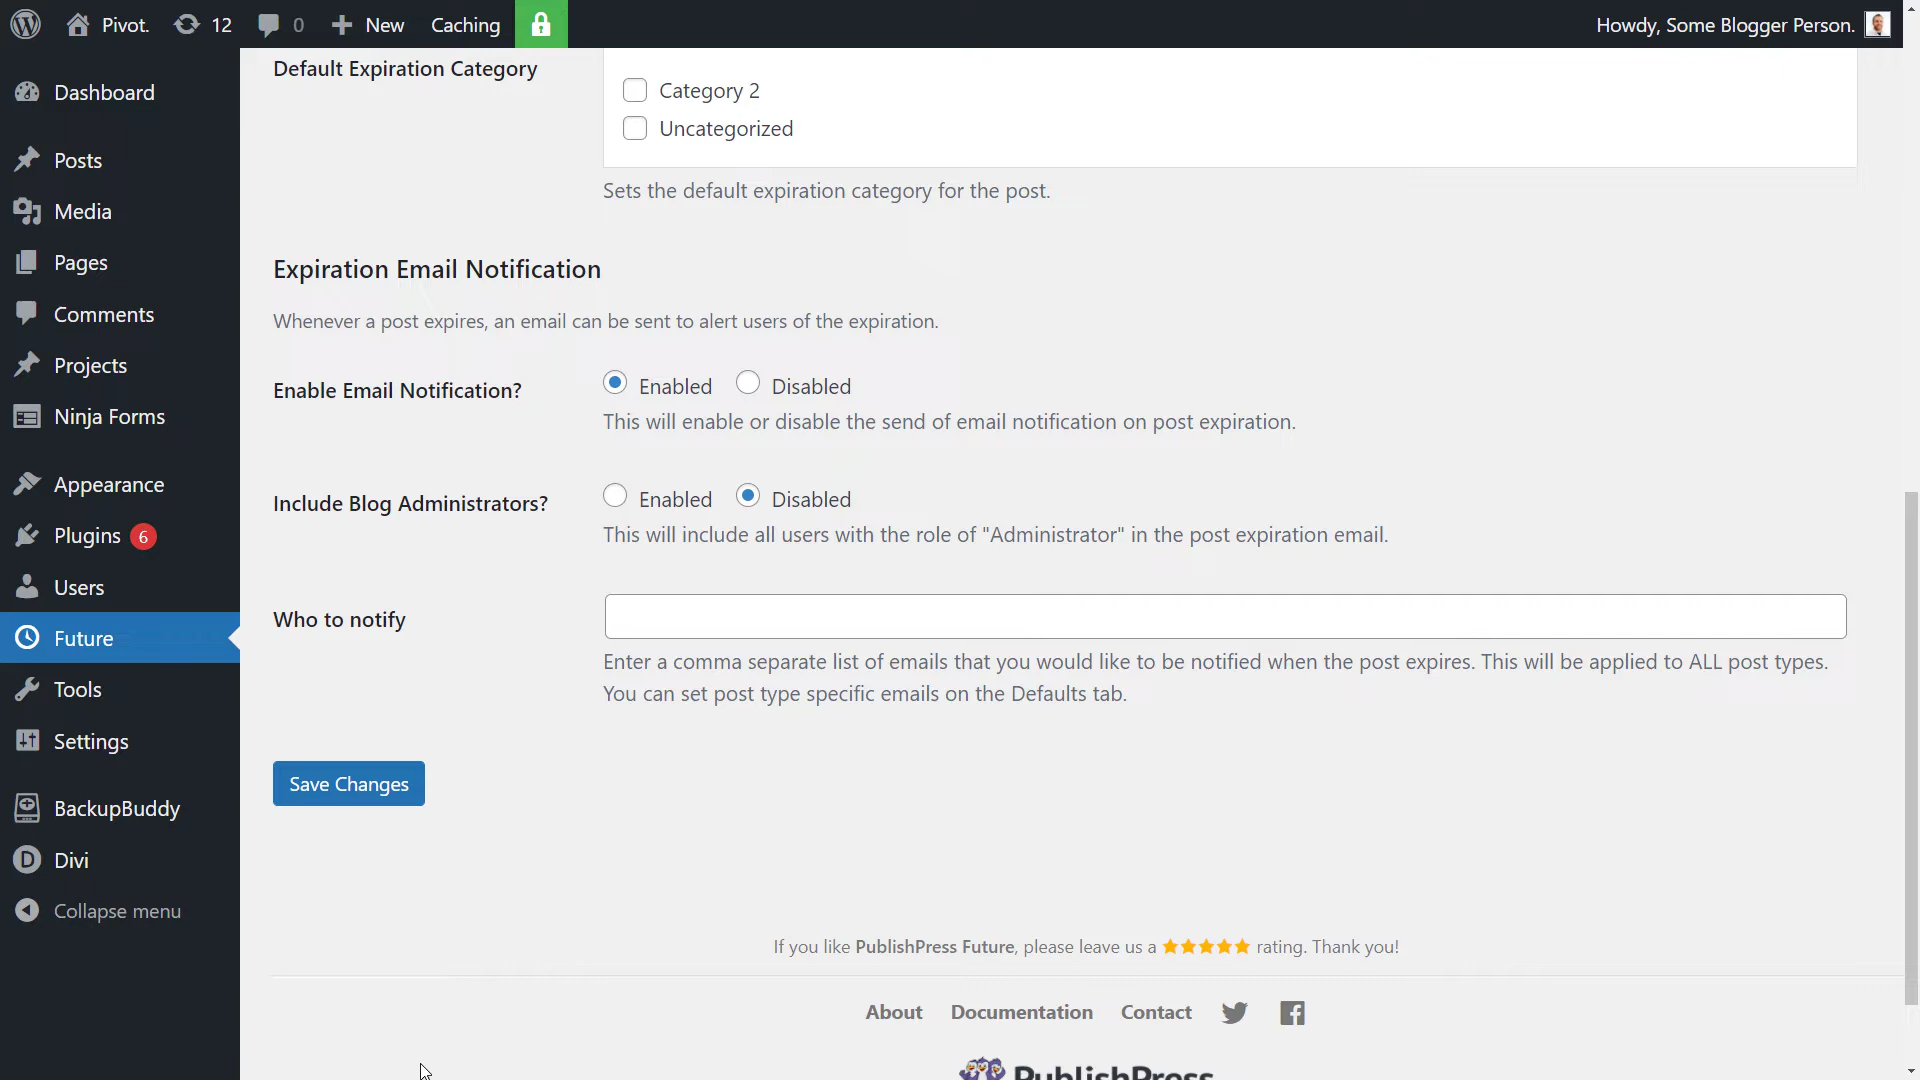 Pivot.
12
0
New
Caching
Howdy, Some Blogger Person.
Dashboard
Posts
Media
Pages
Comments
Projects
Ninja Forms
Appearance
Plugins 6
Users
Future
Tools
Settings
BackupBuddy
D Divi
Collapse menu
Default Expiration Category
Category 2
Uncategorized
Sets the default expiration category for the post.
Expiration Email Notification
Whenever a post expires, an email can be sent to alert users of the expiration.
Enable Email Notification?
Enabled Disabled
This will enable or disable the send of email notification on post expiration.
Include Blog Administrators?
Enabled Disabled
This will include all users with the role of "Administrator" in the post expiration email.
Who to notify
Enter a comma separate list of emails that you would like to be notified when the post expires. This will be applied to ALL post types.
You can set post type specific emails on the Defaults tab.
Save Changes
If you like PublishPress Future, please leave us a ★★★★★ rating. Thank you!
About Documentation Contact
PublishPress